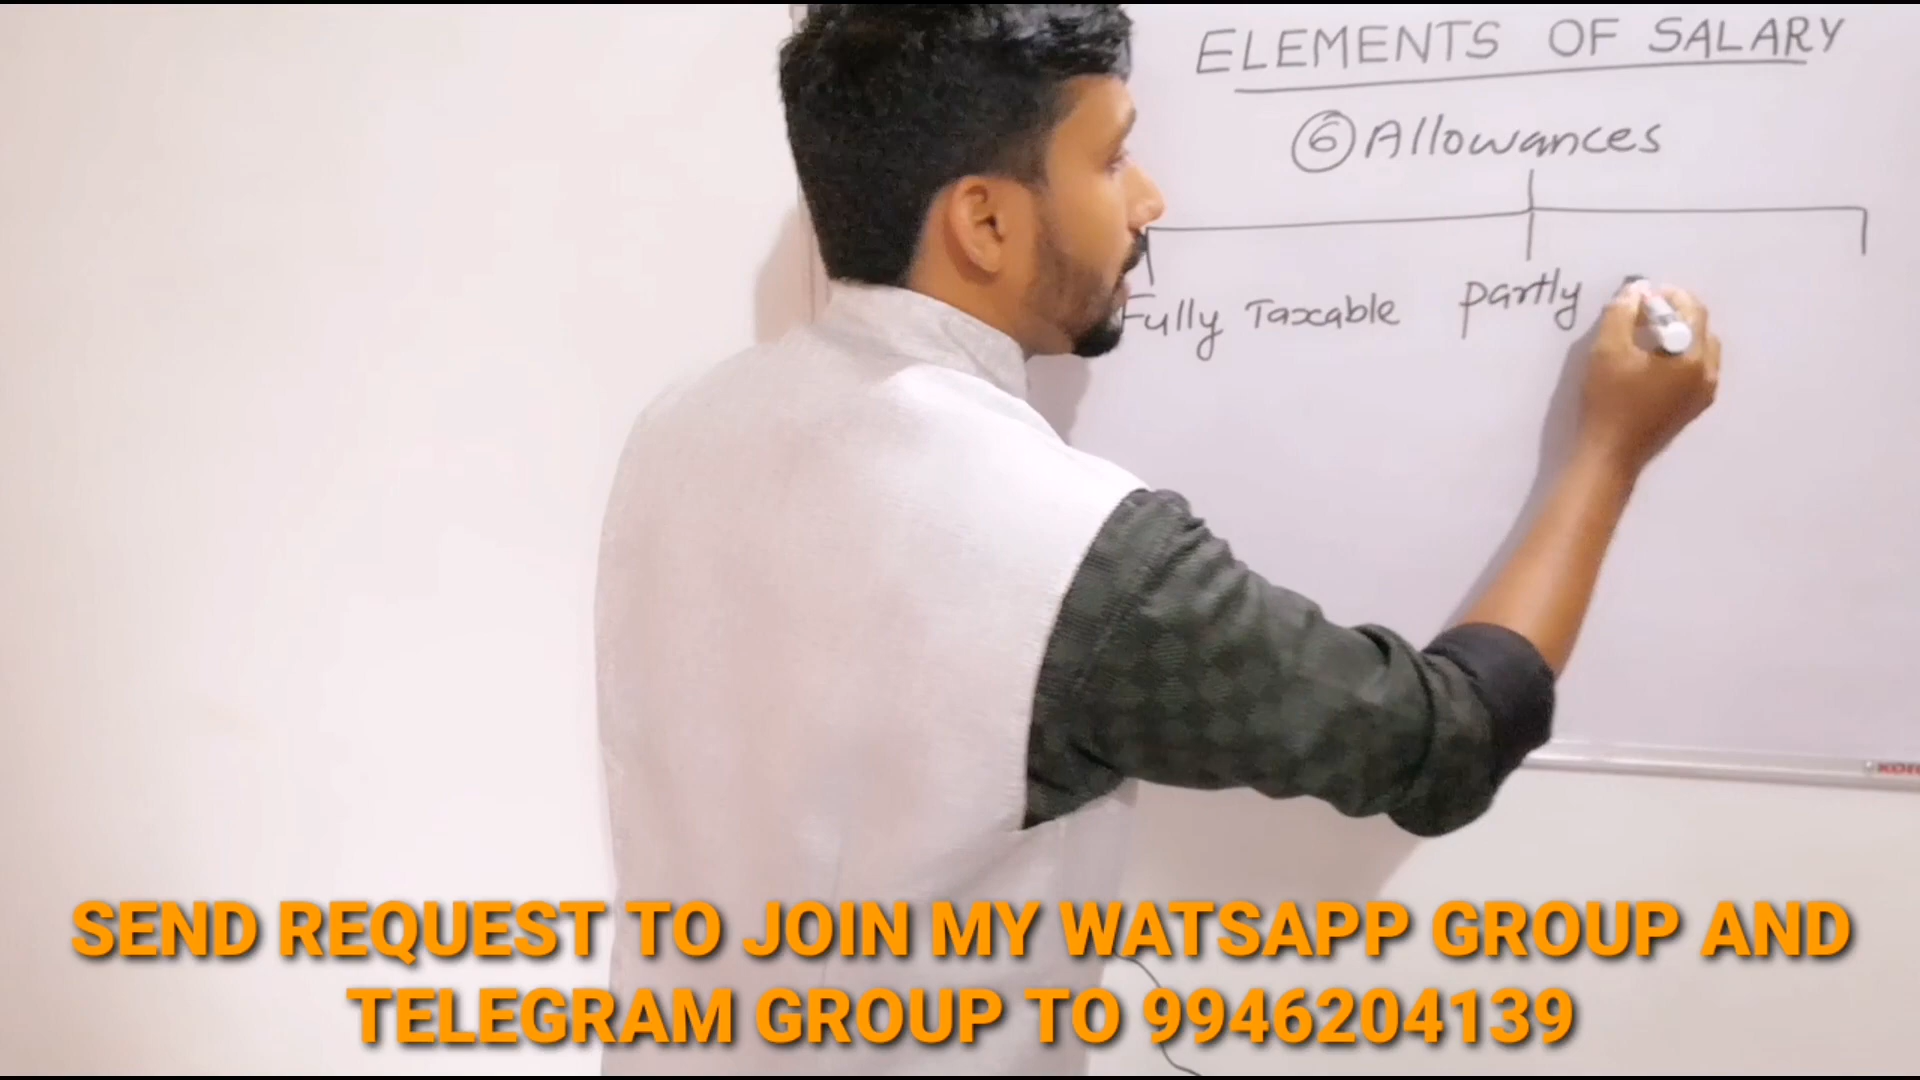 ELEMENTS OF SALARY
⑥ Allowances
Fully Taxable partly
SEND REQUEST TO JOIN MY WATSAPP GROUP AND
TELEGRAM GROUP TO 9946204139